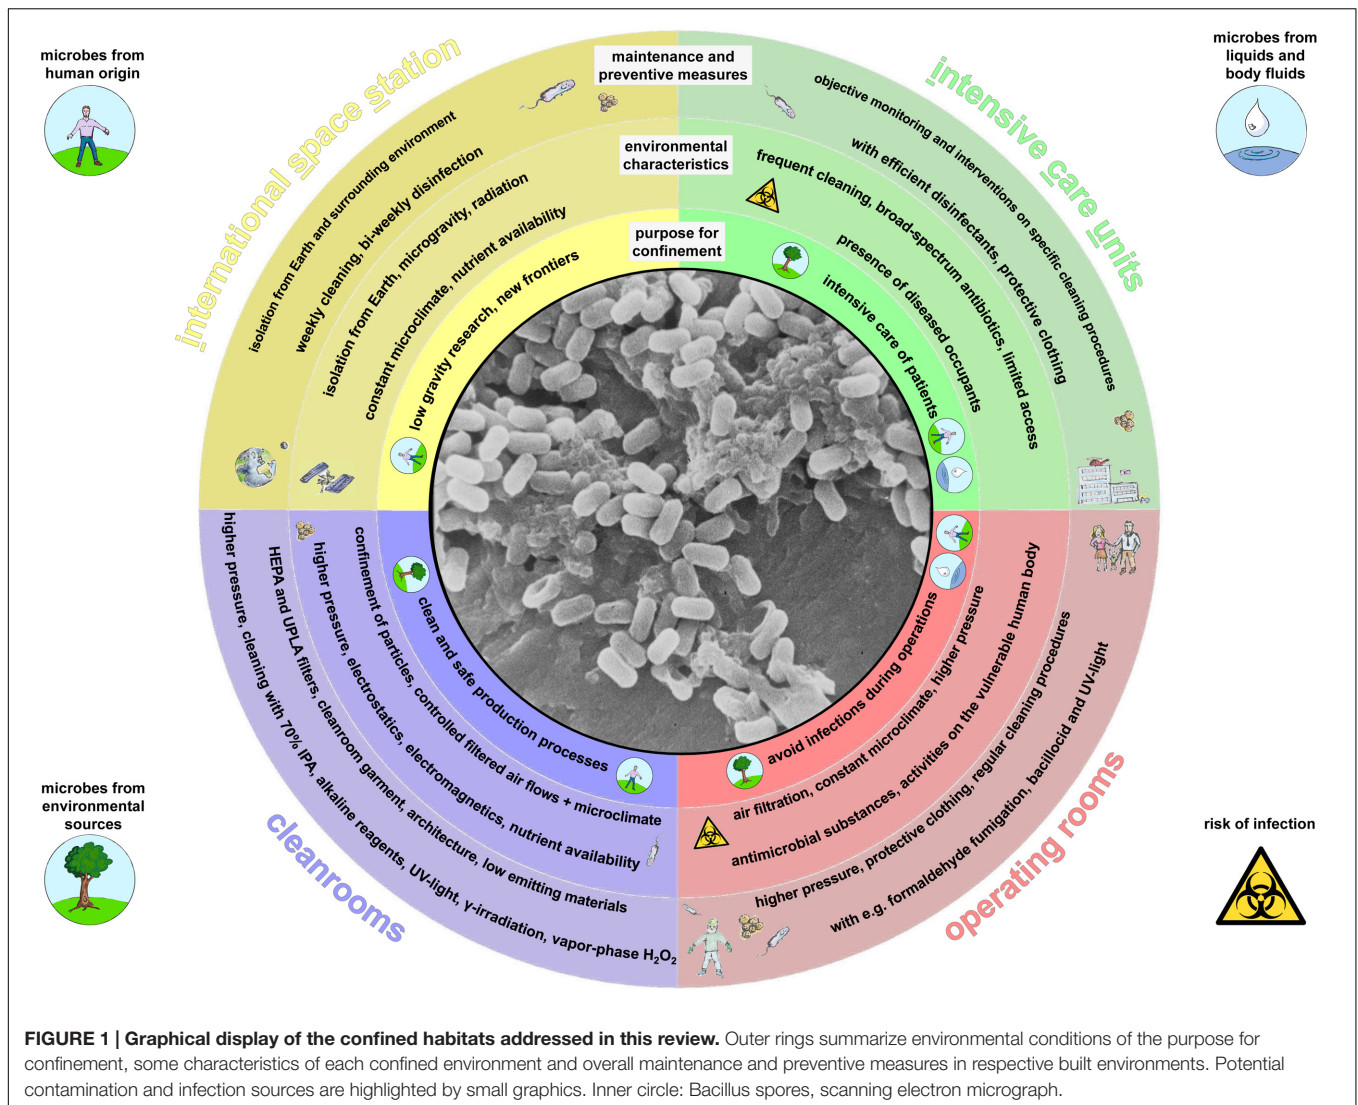 microbes from
human origin
microbes from
liquids and
body fluids
international space station
intensive care units
maintenance and
preventive measures
environmental
characteristics
purpose for
confinement
isolation from Earth and surrounding environment
weekly cleaning, bi-weekly disinfection
isolation from Earth, microgravity, radiation
constant microclimate, nutrient availability
low gravity research, new frontiers
objective monitoring and interventions on specific cleaning procedures
with efficient disinfectants, protective clothing
frequent cleaning, broad-spectrum antibiotics, limited access
presence of diseased occupants
intensive care of patients
higher pressure, cleaning with 70% IPA, alkaline reagents, UV-light, γ-irradiation, vapor-phase H₂O₂
HEPA and UPLA filters, cleanroom garment, architecture, low emitting materials
higher pressure, electrostatics, electromagnetics, nutrient availability
confinement of particles, controlled filtered air flows + microclimate
clean and safe production processes
avoid infections during operations
air filtration, constant microclimate, higher pressure
antimicrobial substances, activities on the vulnerable human body
higher pressure, protective clothing, regular cleaning procedures
with e.g. formaldehyde fumigation, bacillocid and UV-light
microbes from
environmental
sources
cleanrooms
operating rooms
risk of infection
FIGURE 1 | Graphical display of the confined habitats addressed in this review. Outer rings summarize environmental conditions of the purpose for
confinement, some characteristics of each confined environment and overall maintenance and preventive measures in respective built environments. Potential
contamination and infection sources are highlighted by small graphics. Inner circle: Bacillus spores, scanning electron micrograph.